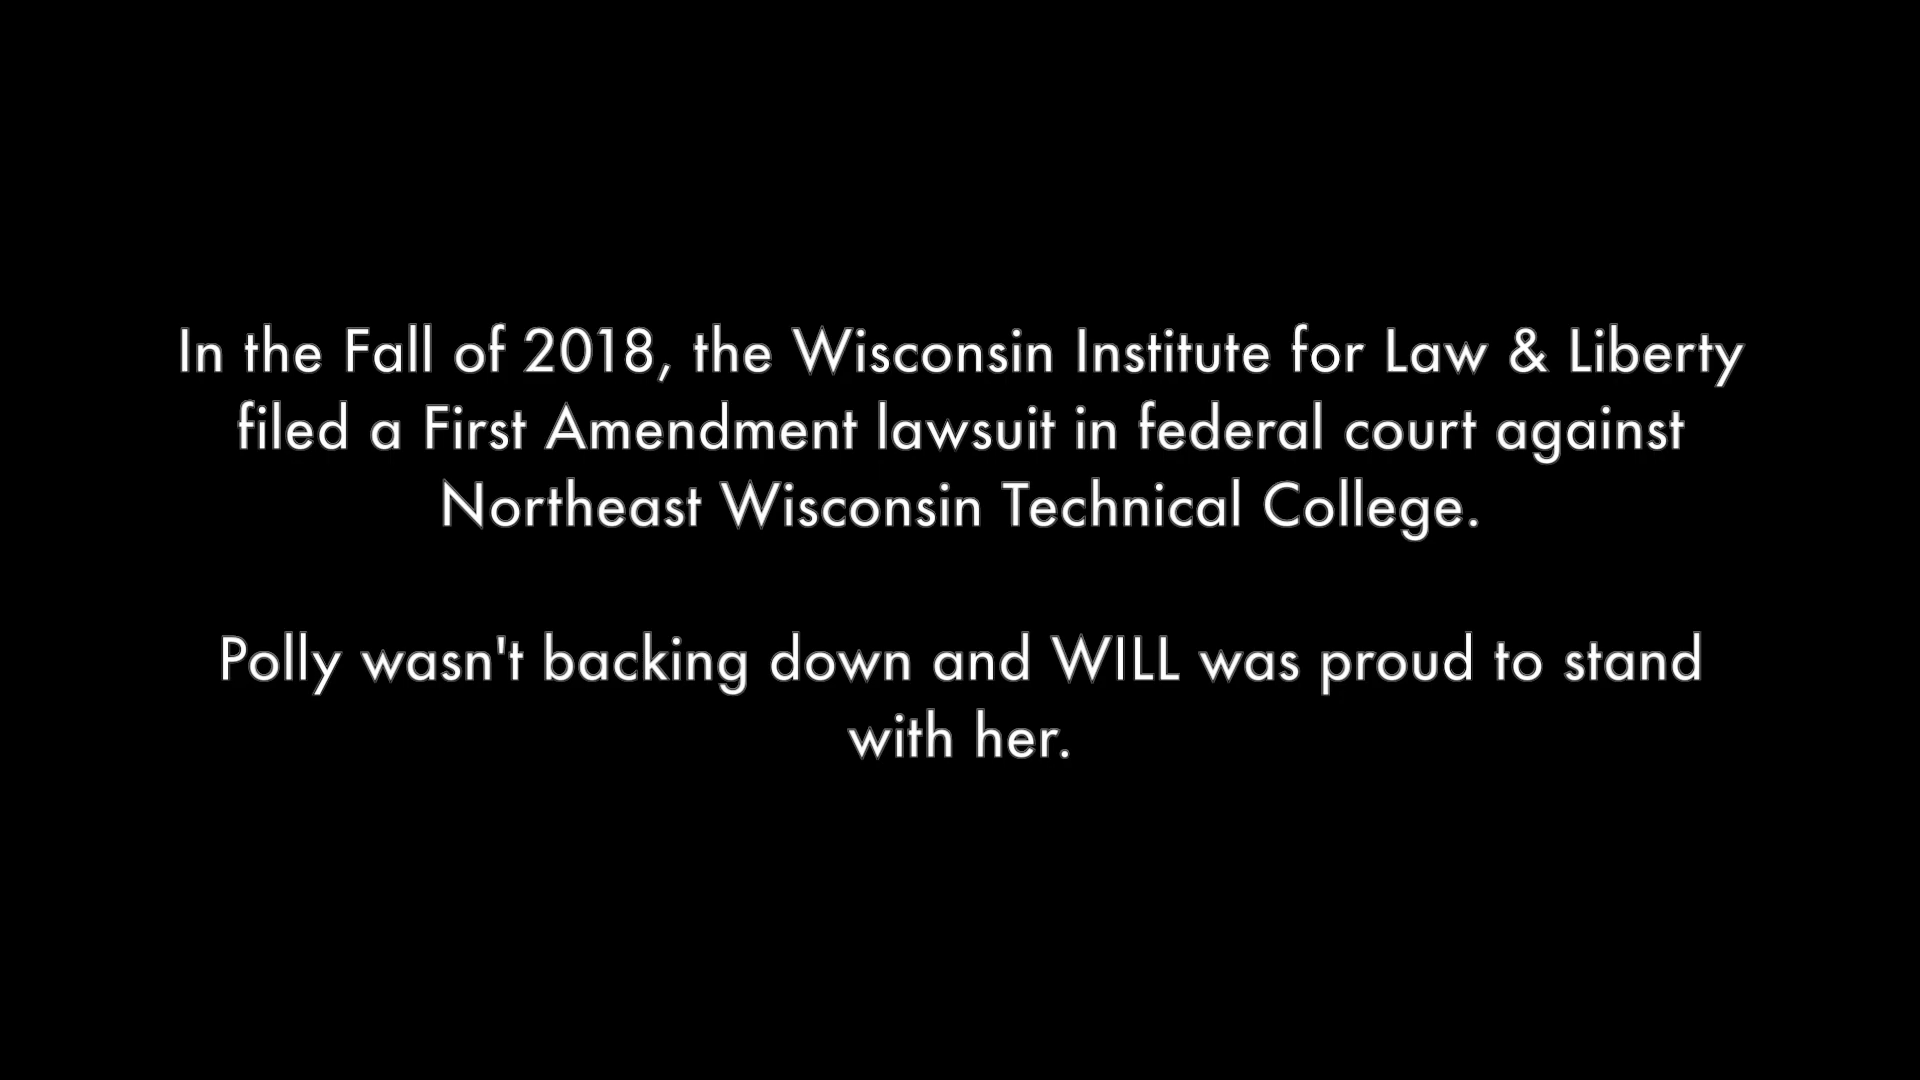 In the Fall of 2018, the Wisconsin Institute for Law & Liberty
filed a First Amendment lawsuit in federal court against
Northeast Wisconsin Technical College.
Polly wasn't backing down and WILL was proud to stand
with her.